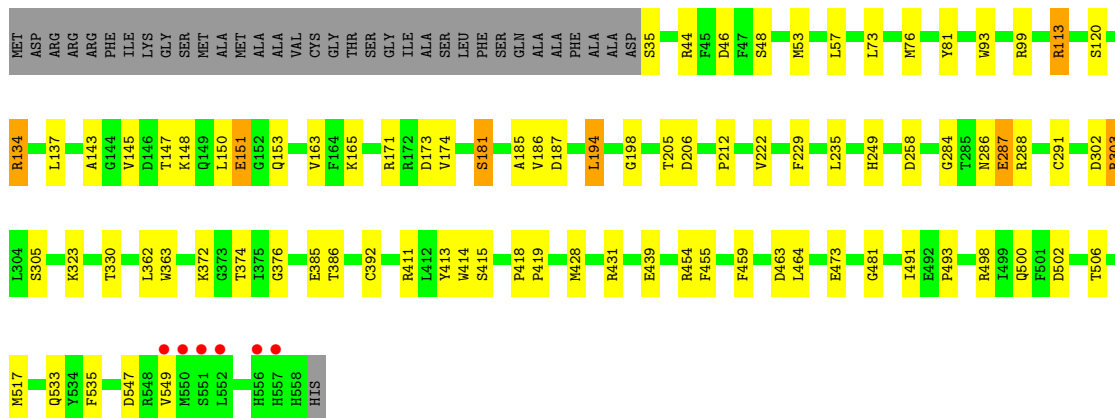 MET ASP ARG ARG ARG PHE ILE LYS GLY SER MET ALA MET ALA ALA VAL CYS GLY THR SER GLY ILE ALA SER LEU PHE SER GLN ALA ALA PHE ALA ALA ASP S35 R44 F45 D46 F47 S48 M53 L57 L73 M76 Y81 W93 R99 R113 S120
R134 L137 A143 G144 V145 D146 T147 K148 Q149 L150 E151 G152 Q153 V163 F164 K165 R171 R172 D173 V174 S181 A185 V186 D187 L194 G198 T205 D206 P212 V222 F229 L235 H249 D258 G284 T285 N286 E287 R288 C291 D302
L304 S305 K323 T330 L362 W363 K372 G373 T374 I375 G376 E385 T386 C392 R411 L412 Y413 W414 S415 P418 P419 M428 R431 E439 R454 F455 F459 D463 L464 E473 G481 I491 E492 P493 R498 I499 Q500 F501 D502 T506
M517 Q533 Y534 F535 D547 R548 V549 M550 S551 L552 H556 H557 H558 HIS